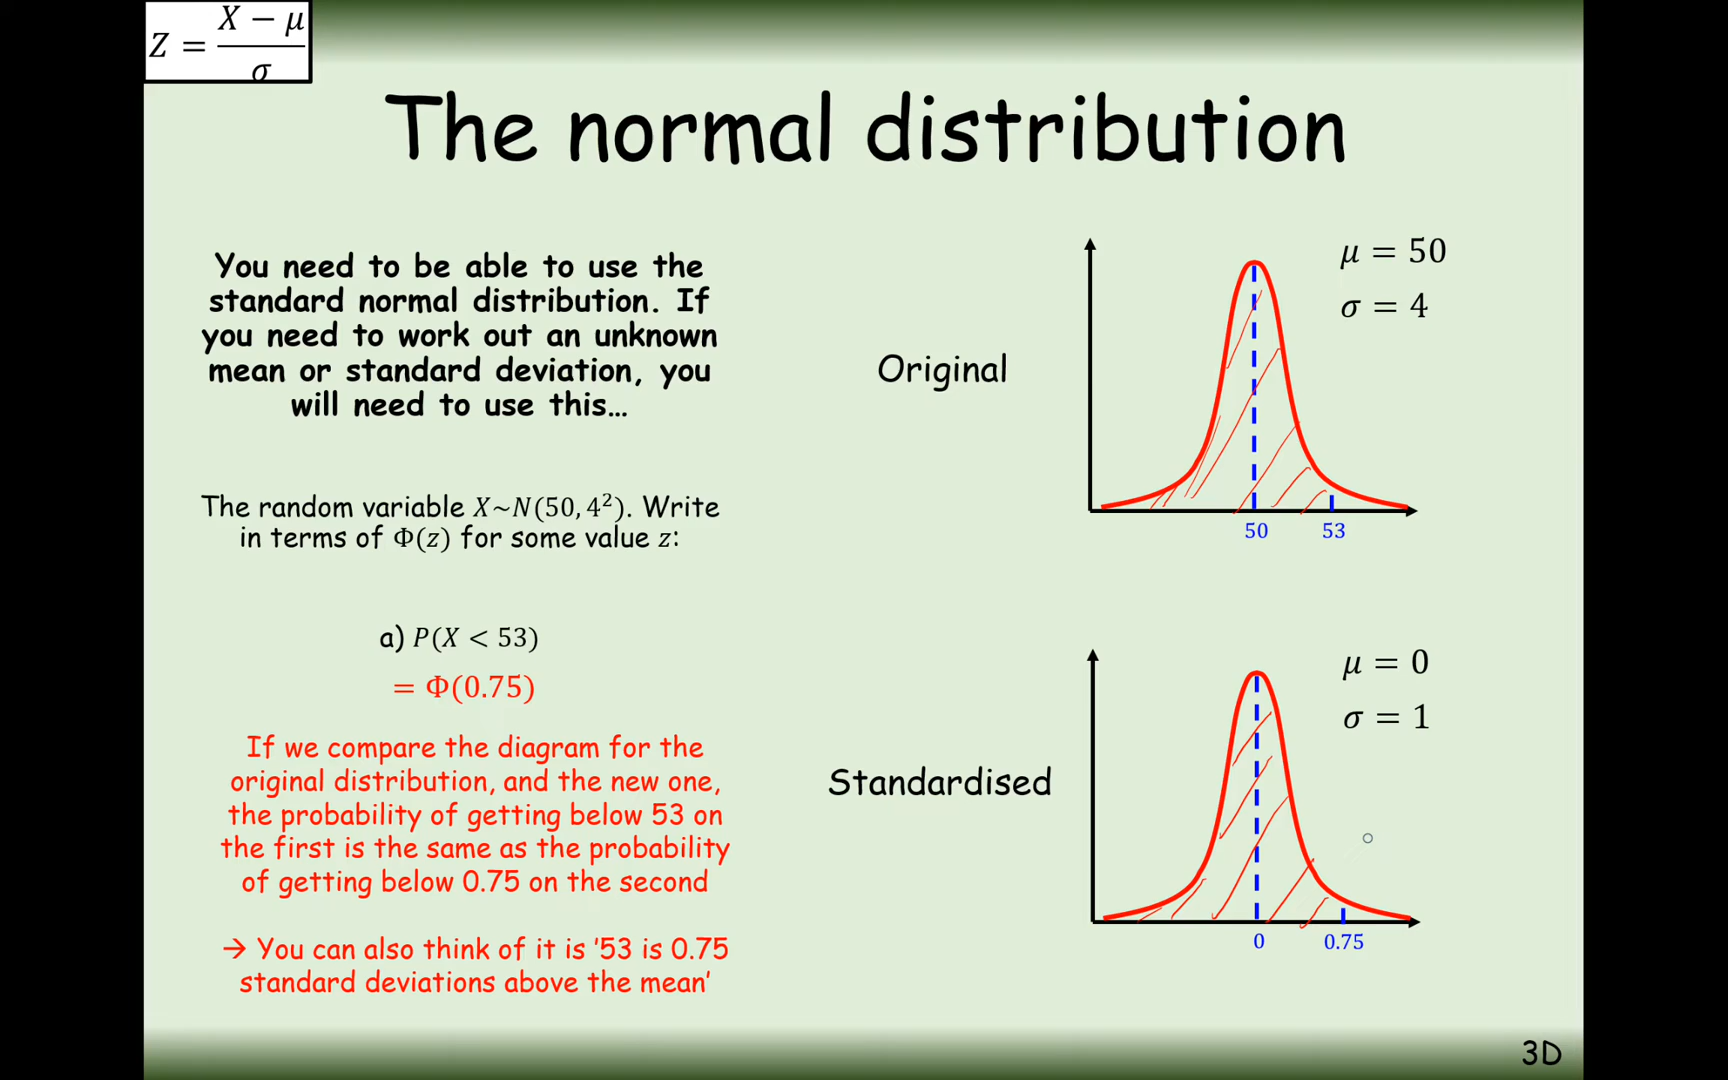 Z = (X − μ)/σ
The normal distribution
You need to be able to use the
standard normal distribution. If
you need to work out an unknown
mean or standard deviation, you
will need to use this…
The random variable X~N(50, 4²). Write
in terms of Φ(z) for some value z:
a) P(X < 53)
= Φ(0.75)
If we compare the diagram for the
original distribution, and the new one,
the probability of getting below 53 on
the first is the same as the probability
of getting below 0.75 on the second
→ You can also think of it is '53 is 0.75
standard deviations above the mean'
Original
μ = 50
σ = 4
50 53
Standardised
μ = 0
σ = 1
0 0.75
3D